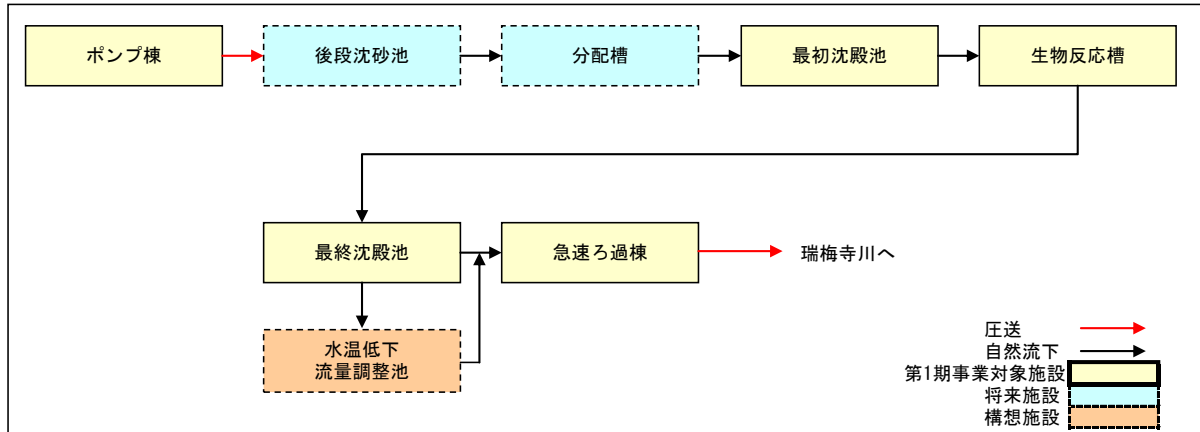 ポンプ棟
後段沈砂池
分配槽
最初沈殿池
生物反応槽
最終沈殿池
急速ろ過棟
瑞梅寺川へ
水温低下
流量調整池
圧送
自然流下
第1期事業対象施設
将来施設
構想施設